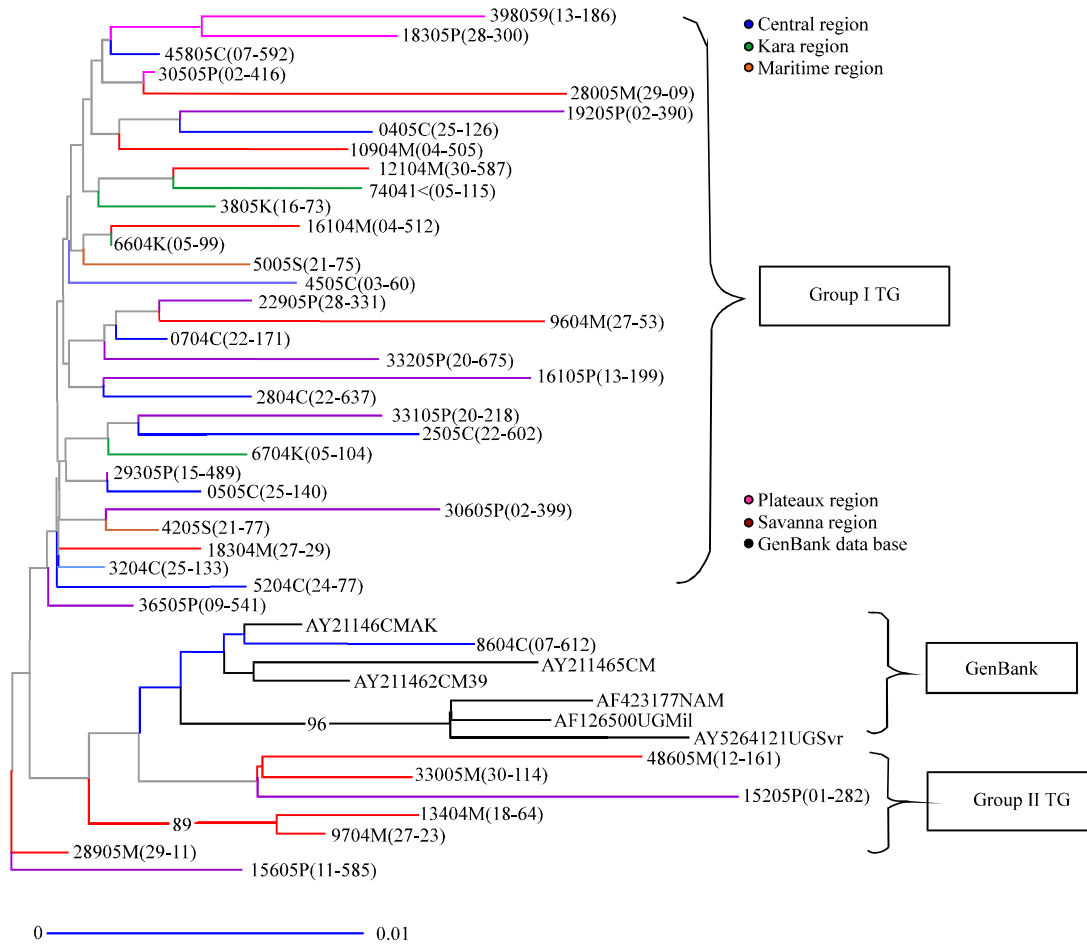 398059(13-186)
18305P(28-300)
45805C(07-592)
30505P(02-416)
28005M(29-09)
19205P(02-390)
0405C(25-126)
10904M(04-505)
12104M(30-587)
74041<(05-115)
3805K(16-73)
16104M(04-512)
6604K(05-99)
5005S(21-75)
4505C(03-60)
22905P(28-331)
9604M(27-53)
0704C(22-171)
33205P(20-675)
16105P(13-199)
2804C(22-637)
33105P(20-218)
2505C(22-602)
6704K(05-104)
29305P(15-489)
0505C(25-140)
30605P(02-399)
4205S(21-77)
18304M(27-29)
3204C(25-133)
5204C(24-77)
36505P(09-541)
AY21146CMAK
8604C(07-612)
AY211465CM
AY211462CM39
AF423177NAM
96
AF126500UGMil
AY5264121UGSvr
48605M(12-161)
33005M(30-114)
15205P(01-282)
13404M(18-64)
89
9704M(27-23)
28905M(29-11)
15605P(11-585)
0 0.01
Central region
Kara region
Maritime region
Group I TG
Plateaux region
Savanna region
GenBank data base
GenBank
Group II TG